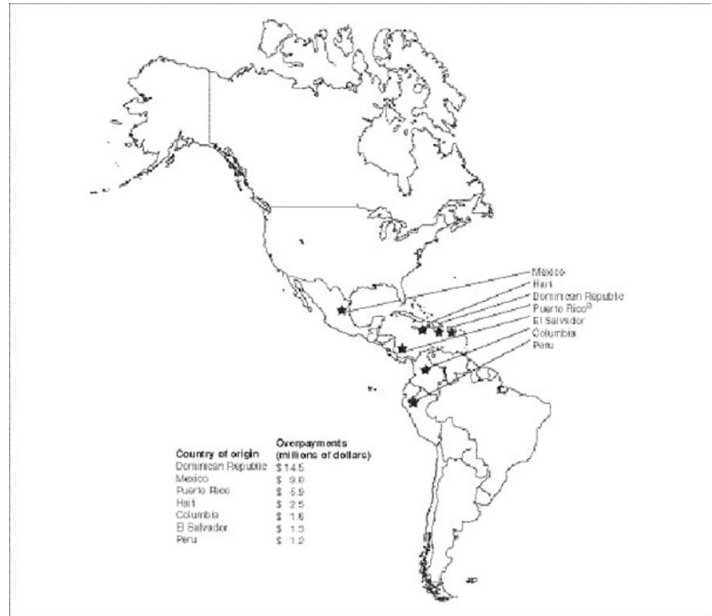 Mexico
Haiti
Dominican Republic
Puerto Rico
El Salvador
Columbia
Peru
Overpayments
Country of origin (millions of dollars)
Dominican Republic $ 14.5
Mexico $ 9.0
Puerto Rico $ 5.9
Haiti $ 2.5
Columbia $ 1.6
El Salvador $ 1.3
Peru $ 1.2